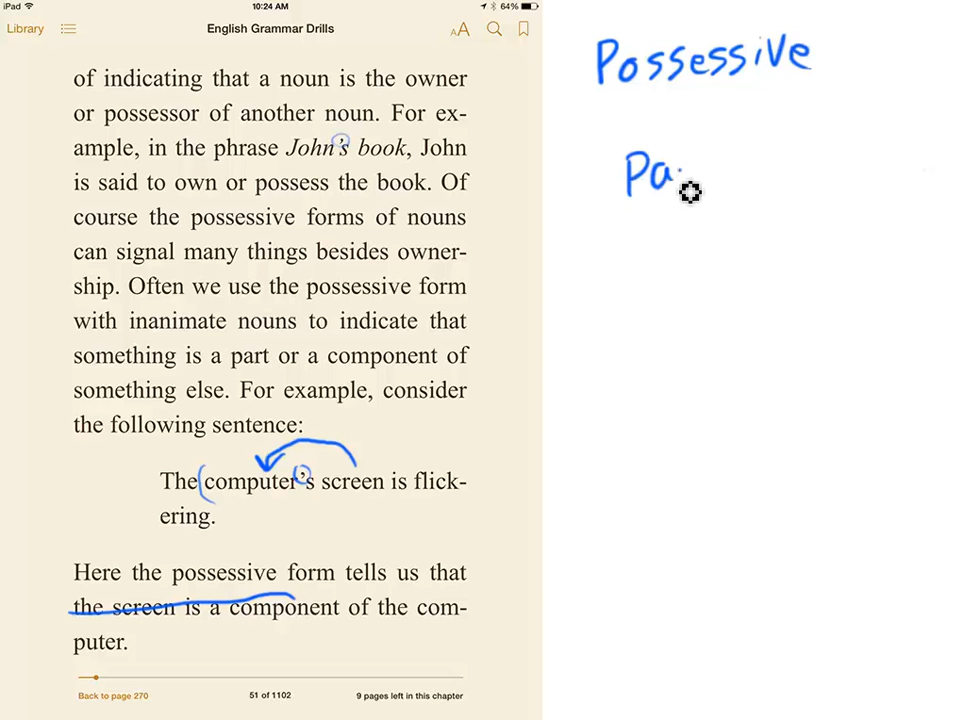 iPad
10:24 AM
64%
Library
English Grammar Drills
AA
of indicating that a noun is the owner
or possessor of another noun. For ex-
ample, in the phrase John's book, John
is said to own or possess the book. Of
course the possessive forms of nouns
can signal many things besides owner-
ship. Often we use the possessive form
with inanimate nouns to indicate that
something is a part or a component of
something else. For example, consider
the following sentence:
The computer's screen is flick-
ering.
Here the possessive form tells us that
the screen is a component of the com-
puter.
Back to page 270
51 of 1102
9 pages left in this chapter
Possessive
Pa